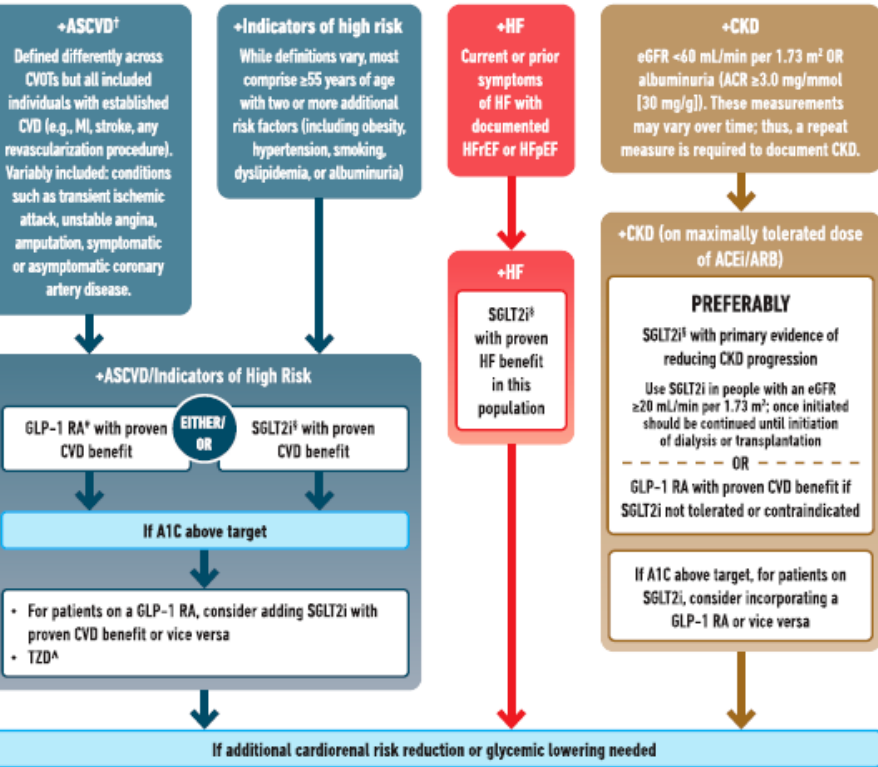 +ASCVD†
Defined differently across
CVOTs but all included
individuals with established
CVD (e.g., MI, stroke, any
revascularization procedure).
Variably included: conditions
such as transient ischemic
attack, unstable angina,
amputation, symptomatic
or asymptomatic coronary
artery disease.
+Indicators of high risk
While definitions vary, most
comprise ≥55 years of age
with two or more additional
risk factors (including obesity,
hypertension, smoking,
dyslipidemia, or albuminuria)
+HF
Current or prior
symptoms
of HF with
documented
HFrEF or HFpEF
+CKD
eGFR <60 mL/min per 1.73 m² OR
albuminuria (ACR ≥3.0 mg/mmol
[30 mg/g]). These measurements
may vary over time; thus, a repeat
measure is required to document CKD.
+ASCVD/Indicators of High Risk
GLP-1 RA* with proven
CVD benefit
EITHER/
OR
SGLT2i§ with proven
CVD benefit
If A1C above target
• For patients on a GLP-1 RA, consider adding SGLT2i with
proven CVD benefit or vice versa
• TZD^
+HF
SGLT2i§
with proven
HF benefit
in this
population
+CKD (on maximally tolerated dose
of ACEi/ARB)
PREFERABLY
SGLT2i§ with primary evidence of
reducing CKD progression
Use SGLT2i in people with an eGFR
≥20 mL/min per 1.73 m²; once initiated
should be continued until initiation
of dialysis or transplantation
OR
GLP-1 RA with proven CVD benefit if
SGLT2i not tolerated or contraindicated
If A1C above target, for patients on
SGLT2i, consider incorporating a
GLP-1 RA or vice versa
If additional cardiorenal risk reduction or glycemic lowering needed